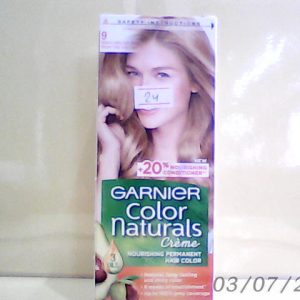 SAFETY INSTRUCTIONS
9
24
NEW
+20% NOURISHING
CONDITIONER
GARNIER
Color
Naturals
Crème
NOURISHING PERMANENT
HAIR COLOR
03/07/2